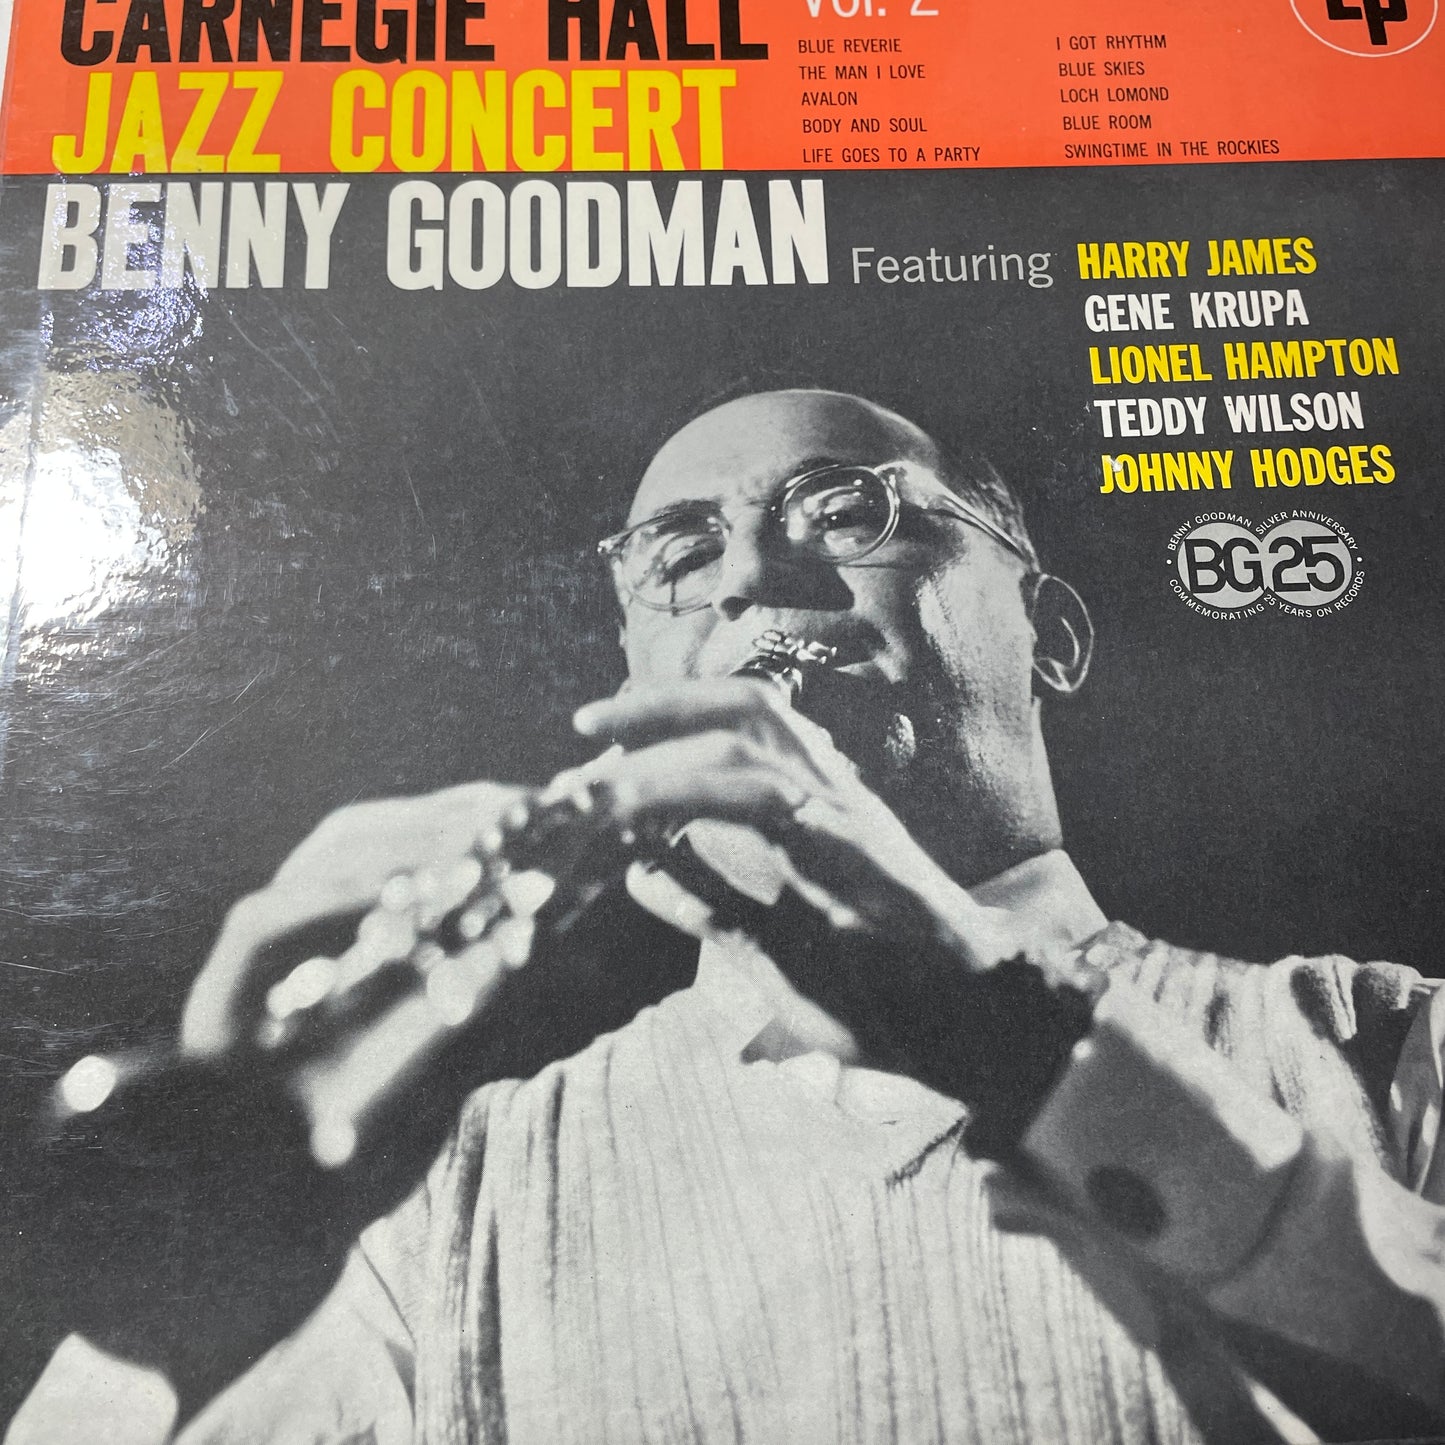 CARNEGIE HALL
JAZZ CONCERT
Vol. 2
BLUE REVERIE
THE MAN I LOVE
AVALON
BODY AND SOUL
LIFE GOES TO A PARTY
I GOT RHYTHM
BLUE SKIES
LOCH LOMOND
BLUE ROOM
SWINGTIME IN THE ROCKIES
Lp
BENNY GOODMAN Featuring
HARRY JAMES
GENE KRUPA
LIONEL HAMPTON
TEDDY WILSON
JOHNNY HODGES
BENNY GOODMAN SILVER ANNIVERSARY
BG25
COMMEMORATING 25 YEARS ON RECORDS